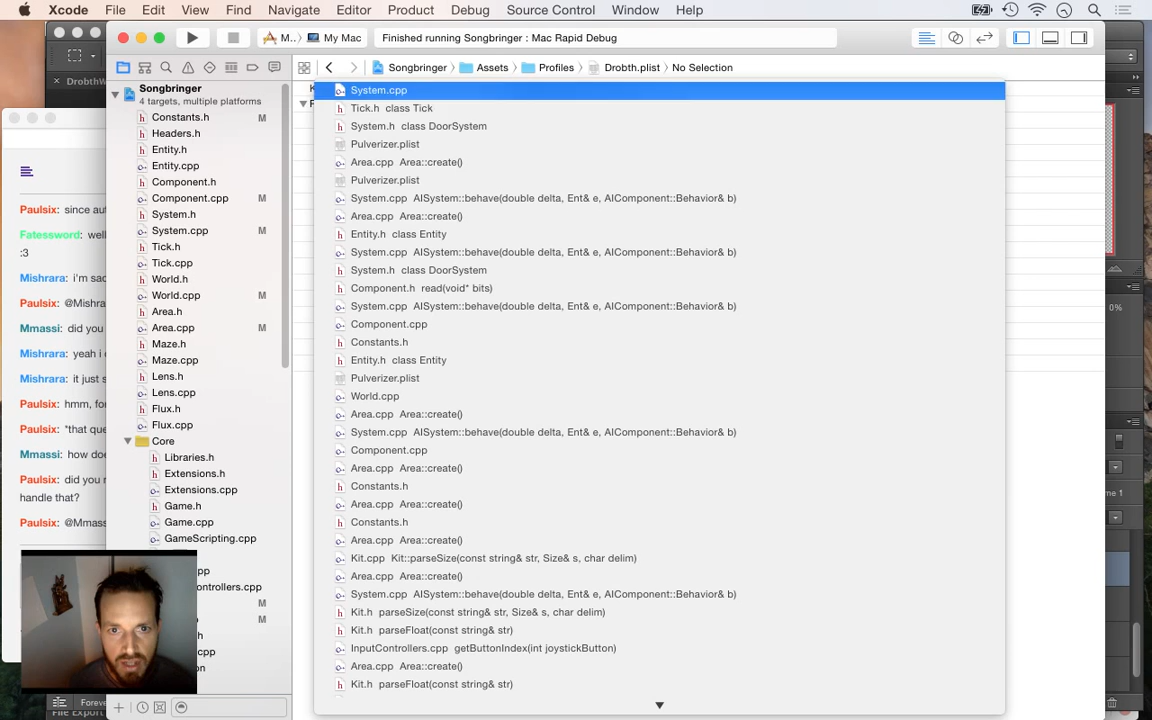 Xcode File Edit View Find Navigate Editor Product Debug Source Control Window Help
M.. My Mac Finished running Songbringer : Mac Rapid Debug
Songbringer Assets Profiles Drobth.plist No Selection
Songbringer
4 targets, multiple platforms
Constants.h M
Headers.h
Entity.h
Entity.cpp
Component.h
Component.cpp M
System.h
System.cpp M
Tick.h
Tick.cpp
World.h
World.cpp M
Area.h
Area.cpp M
Maze.h
Maze.cpp
Lens.h
Lens.cpp
Flux.h
Flux.cpp
Core
Libraries.h
Extensions.h
Extensions.cpp
Game.h
Game.cpp
GameScripting.cpp
M
System.cpp
Tick.h class Tick
System.h class DoorSystem
Pulverizer.plist
Area.cpp Area::create()
Pulverizer.plist
System.cpp AISystem::behave(double delta, Ent& e, AIComponent::Behavior& b)
Area.cpp Area::create()
Entity.h class Entity
System.cpp AISystem::behave(double delta, Ent& e, AIComponent::Behavior& b)
System.h class DoorSystem
Component.h read(void* bits)
System.cpp AISystem::behave(double delta, Ent& e, AIComponent::Behavior& b)
Component.cpp
Constants.h
Entity.h class Entity
Pulverizer.plist
World.cpp
Area.cpp Area::create()
System.cpp AISystem::behave(double delta, Ent& e, AIComponent::Behavior& b)
Component.cpp
Area.cpp Area::create()
Constants.h
Area.cpp Area::create()
Constants.h
Area.cpp Area::create()
Kit.cpp Kit::parseSize(const string& str, Size& s, char delim)
Area.cpp Area::create()
System.cpp AISystem::behave(double delta, Ent& e, AIComponent::Behavior& b)
Kit.h parseSize(const string& str, Size& s, char delim)
Kit.h parseFloat(const string& str)
InputControllers.cpp getButtonIndex(int joystickButton)
Area.cpp Area::create()
Kit.h parseFloat(const string& str)
Paulsix: since
Fatessword:
:3
Mishrara: i'm
Paulsix:
Mmassi: did you
Mishrara: yeah i
Mishrara: it just
Paulsix: hmm,
Paulsix: *that
Mmassi: how
Paulsix: did you
handle that?
Paulsix:
0%